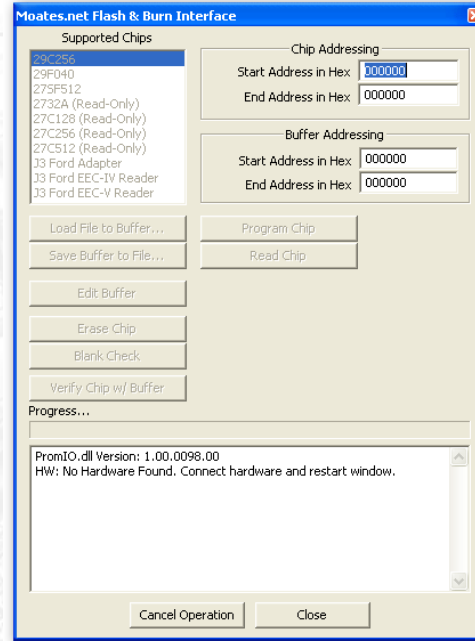 Moates.net Flash & Burn Interface
Supported Chips
29C256
29F040
27SF512
2732A (Read-Only)
27C128 (Read-Only)
27C256 (Read-Only)
27C512 (Read-Only)
J3 Ford Adapter
J3 Ford EEC-IV Reader
J3 Ford EEC-V Reader
Chip Addressing
Start Address in Hex 000000
End Address in Hex 000000
Buffer Addressing
Start Address in Hex 000000
End Address in Hex 000000
Load File to Buffer... Program Chip
Save Buffer to File... Read Chip
Edit Buffer
Erase Chip
Blank Check
Verify Chip w/ Buffer
Progress...
PromIO.dll Version: 1.00.0098.00
HW: No Hardware Found. Connect hardware and restart window.
Cancel Operation Close